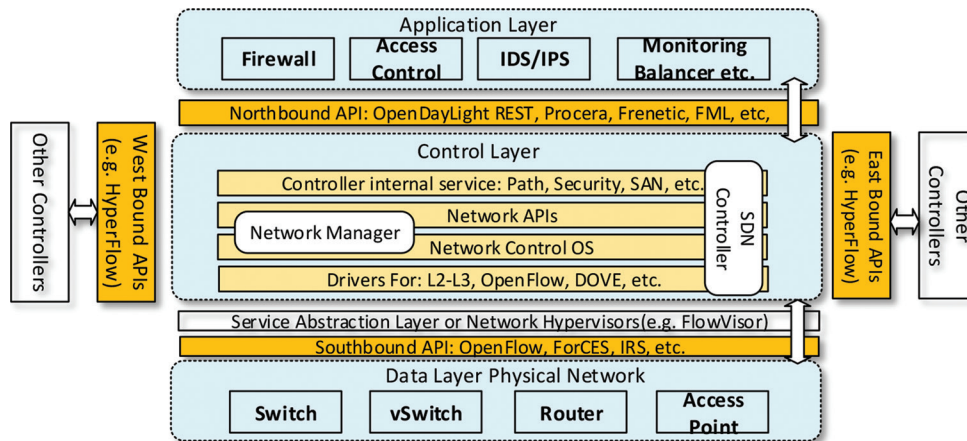 Application Layer
Firewall
Access
Control
IDS/IPS
Monitoring
Balancer etc.
Northbound API: OpenDayLight REST, Procera, Frenetic, FML, etc,
Other Controllers
West Bound APIs
(e.g. HyperFlow)
Control Layer
Controller internal service: Path, Security, SAN, etc.
Network APIs
Network Manager
Network Control OS
Drivers For: L2-L3, OpenFlow, DOVE, etc.
SDN
Controller
East Bound APIs
(e.g. HyperFlow)
Other
Controllers
Service Abstraction Layer or Network Hypervisors(e.g. FlowVisor)
Southbound API: OpenFlow, ForCES, IRS, etc.
Data Layer Physical Network
Switch
vSwitch
Router
Access
Point